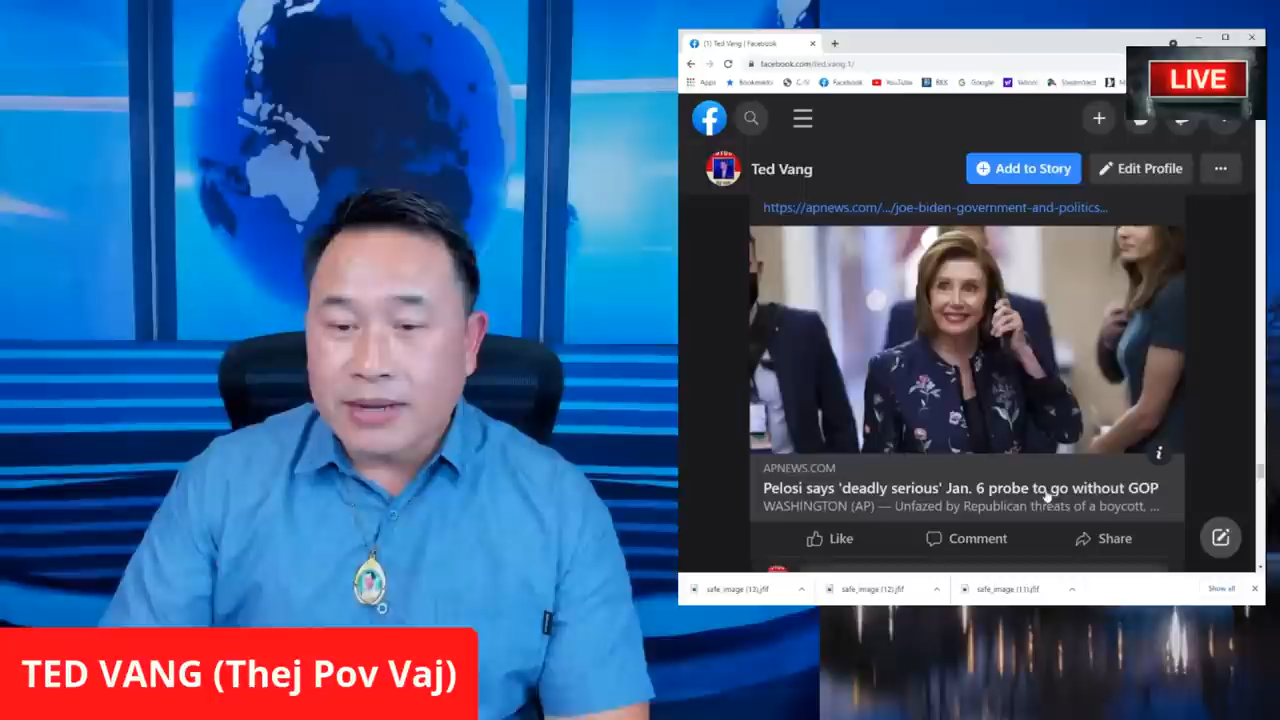 (1) Ted Vang | Facebook
facebook.com/ted.vang.1/
Apps Bookmarks Facebook YouTube BKK Google Yahoo!
LIVE
Ted Vang
Add to Story
Edit Profile
https://apnews.com/.../joe-biden-government-and-politics...
APNEWS.COM
Pelosi says 'deadly serious' Jan. 6 probe to go without GOP
WASHINGTON (AP) — Unfazed by Republican threats of a boycott, ...
Like Comment Share
safe_image (13).jfif safe_image (12).jfif safe_image (11).jfif Show all
TED VANG (Thej Pov Vaj)